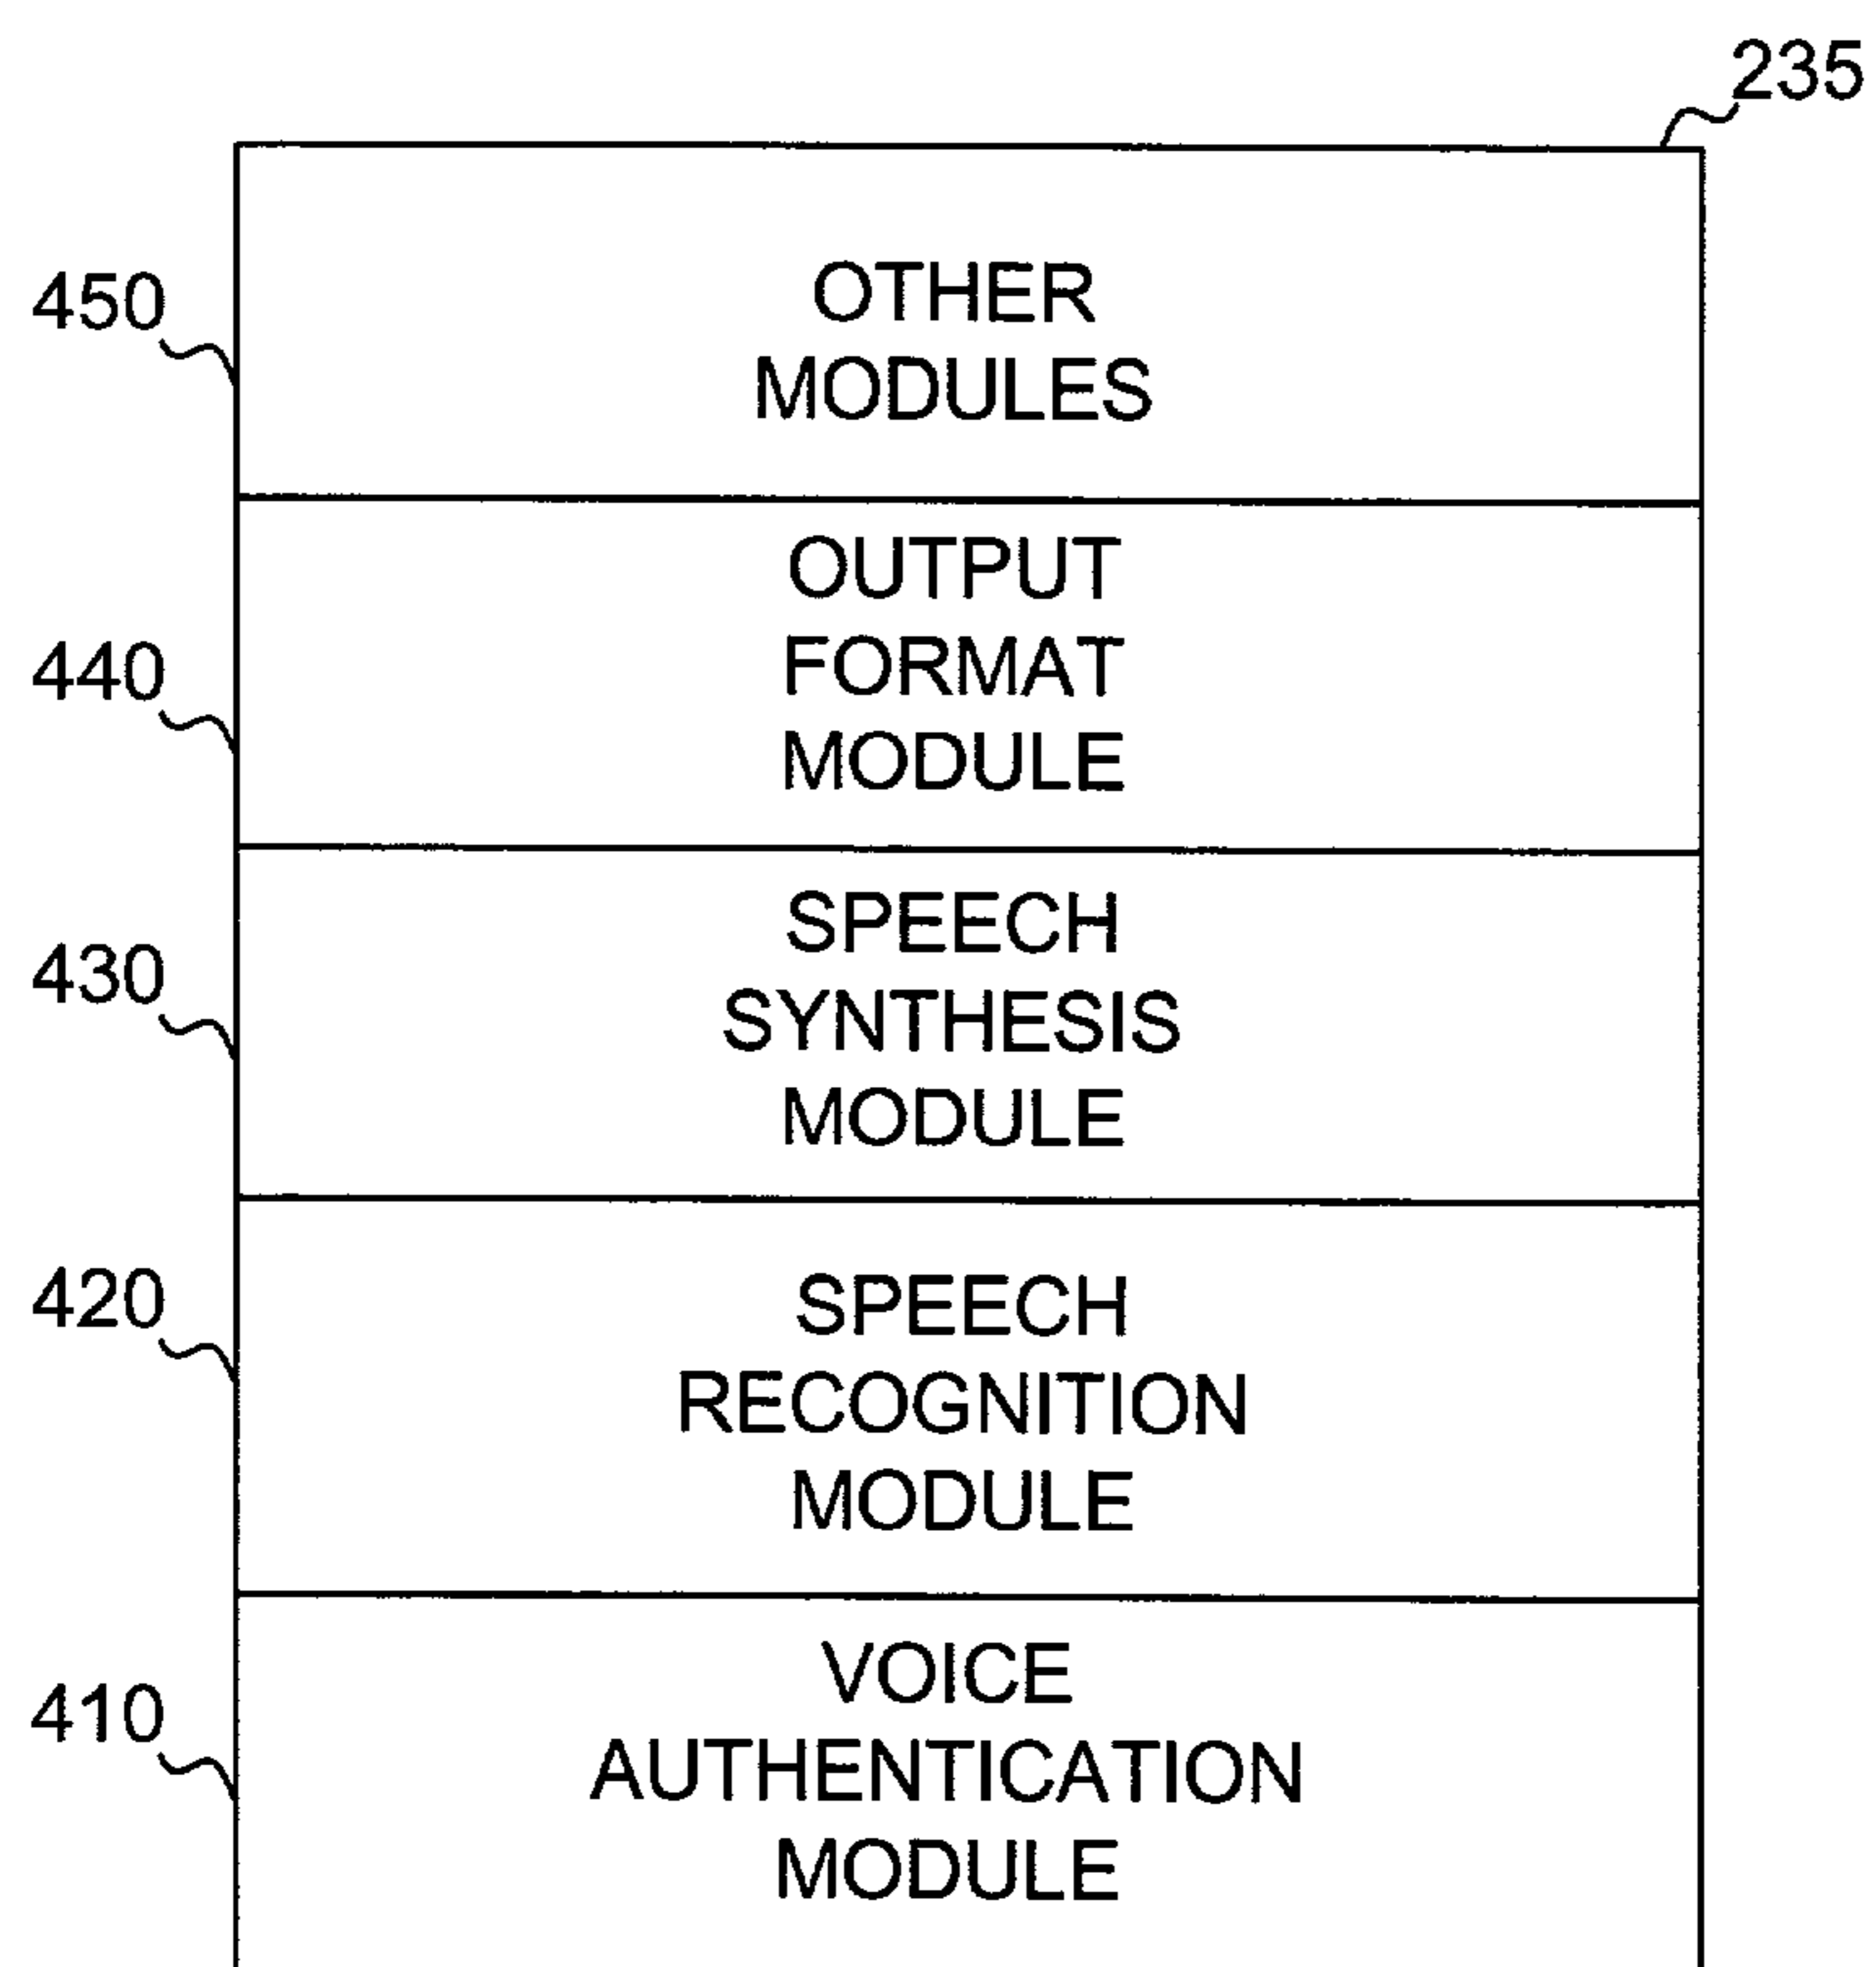 235
450
OTHER
MODULES
440
OUTPUT
FORMAT
MODULE
430
SPEECH
SYNTHESIS
MODULE
420
SPEECH
RECOGNITION
MODULE
410
VOICE
AUTHENTICATION
MODULE